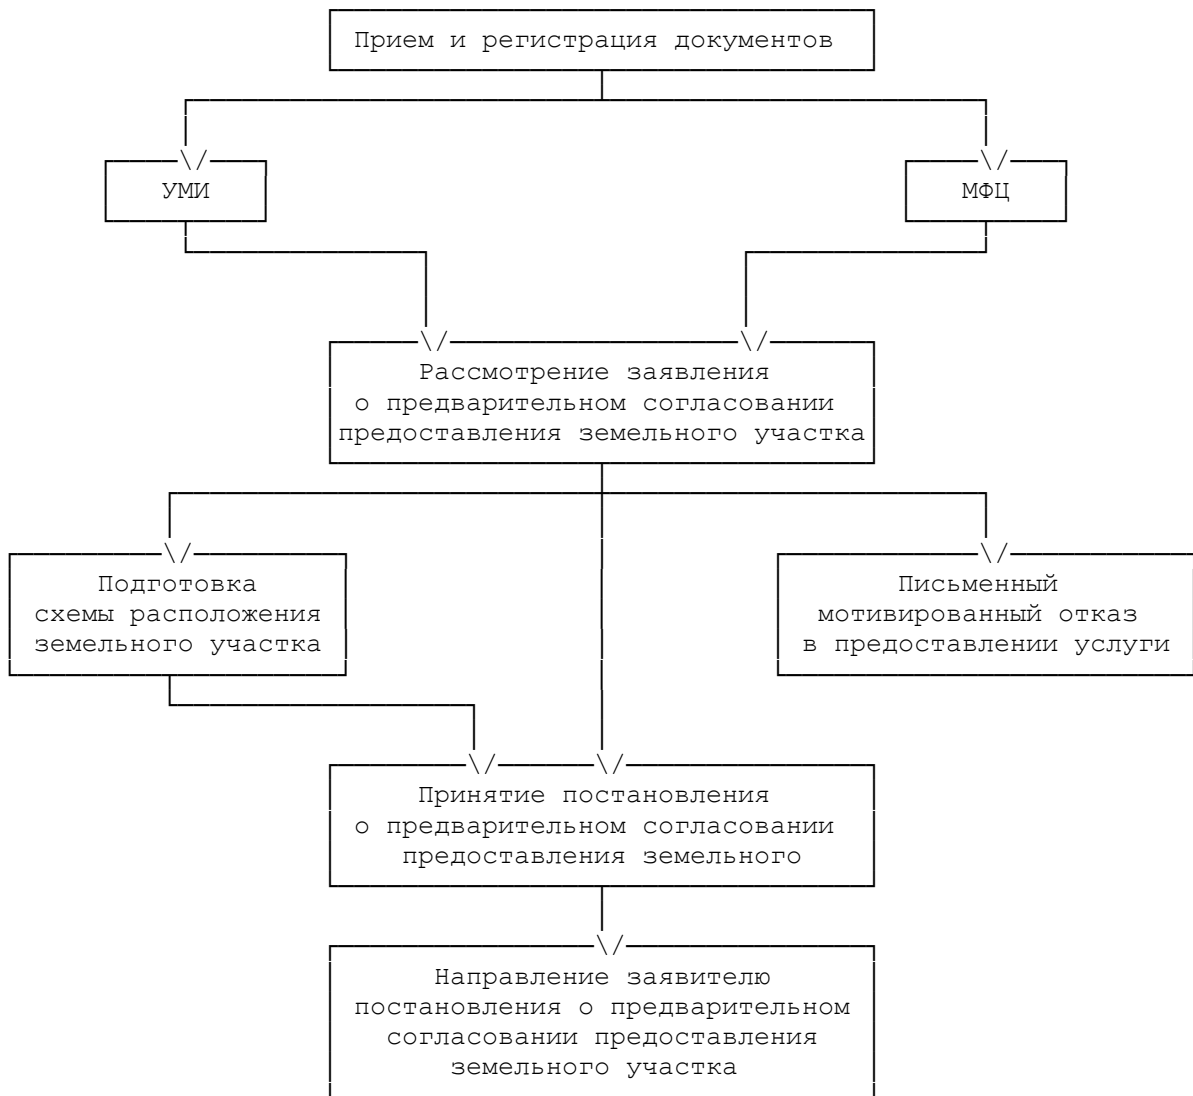 Прием и регистрация документов
УМИ
МФЦ
Рассмотрение заявления
о предварительном согласовании
предоставления земельного участка
Подготовка
схемы расположения
земельного участка
Письменный
мотивированный отказ
в предоставлении услуги
Принятие постановления
о предварительном согласовании
предоставления земельного
Направление заявителю
постановления о предварительном
согласовании предоставления
земельного участка